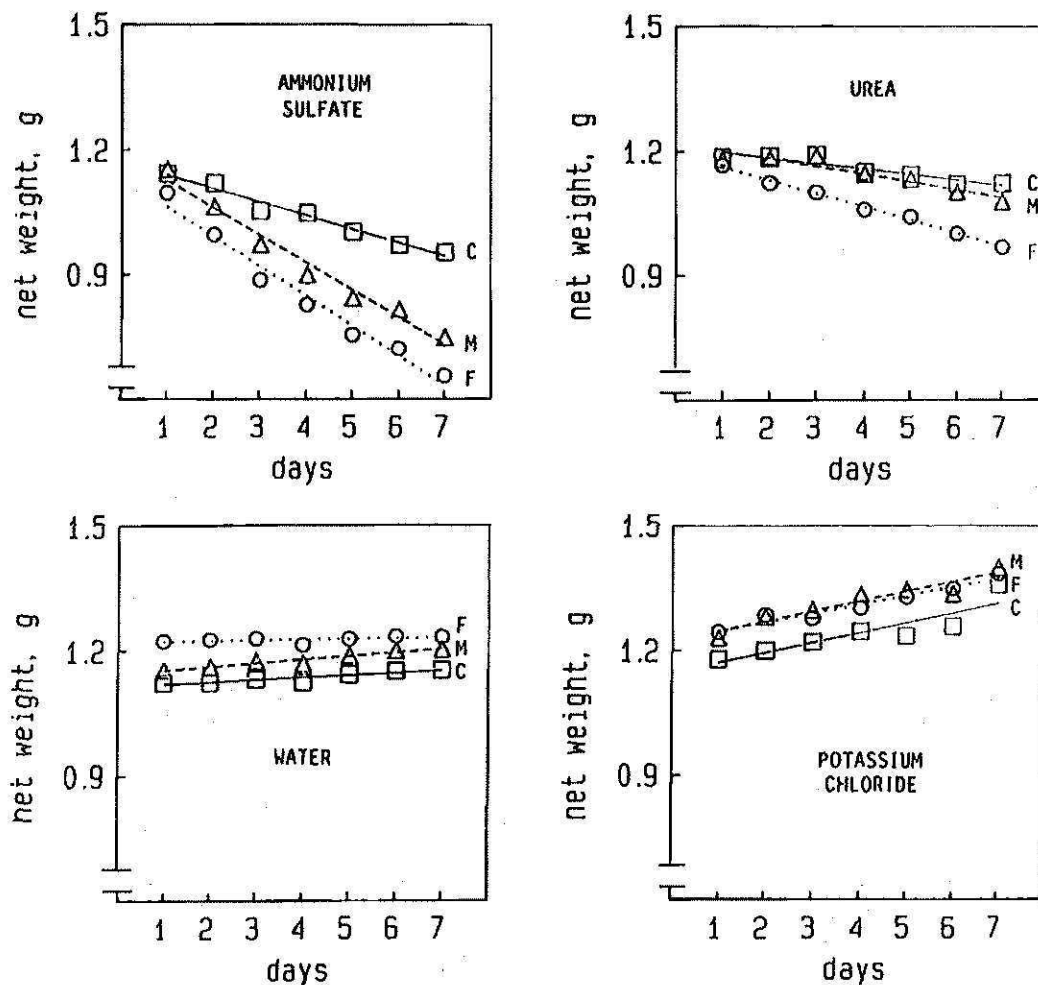 1.5
1.2
0.9
net weight, g
AMMONIUM
SULFATE
C
M
F
1 2 3 4 5 6 7
days
1.5
1.2
0.9
net weight, g
UREA
C
M
F
1 2 3 4 5 6 7
days
1.5
1.2
0.9
net weight, g
F
M
C
WATER
1 2 3 4 5 6 7
days
1.5
1.2
0.9
net weight, g
M
F
C
POTASSIUM
CHLORIDE
1 2 3 4 5 6 7
days